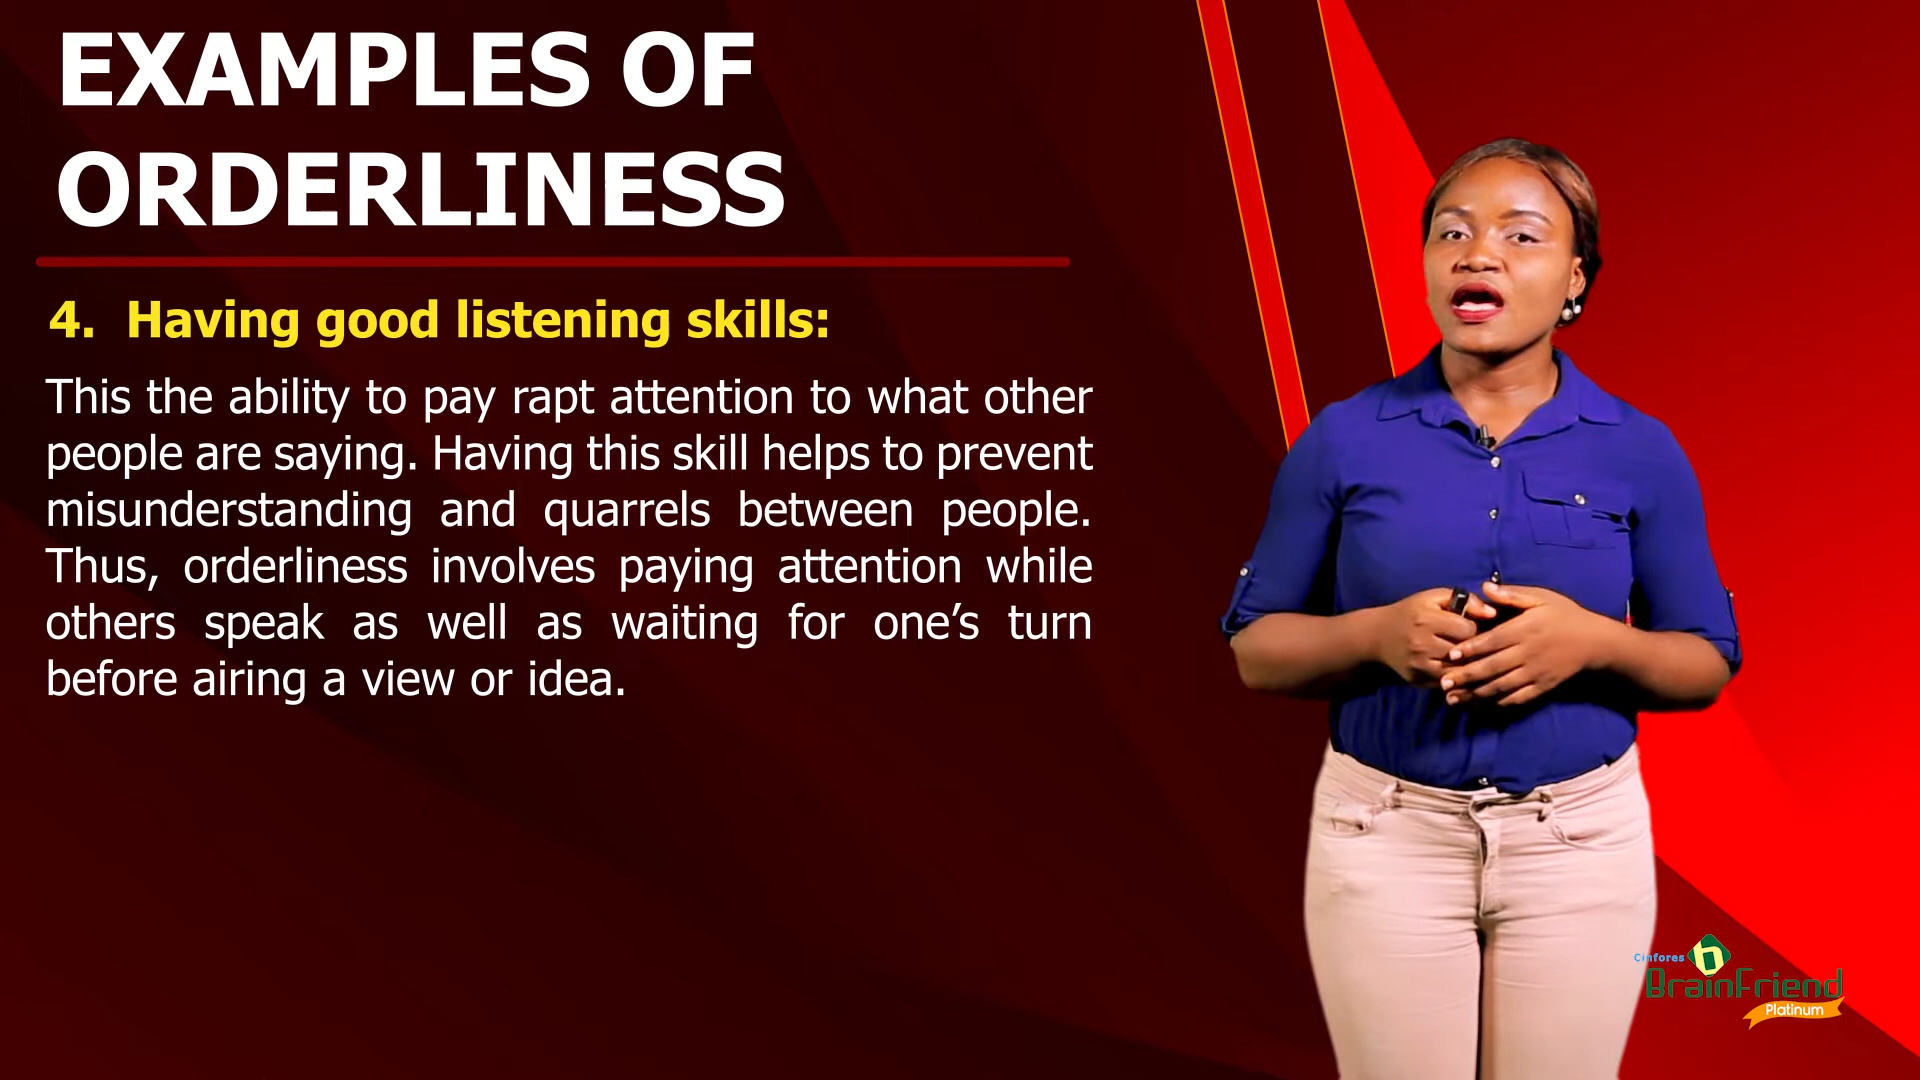 EXAMPLES OF
ORDERLINESS
4. Having good listening skills:
This the ability to pay rapt attention to what other
people are saying. Having this skill helps to prevent
misunderstanding and quarrels between people.
Thus, orderliness involves paying attention while
others speak as well as waiting for one's turn
before airing a view or idea.
Cinfores
BrainFriend
Platinum